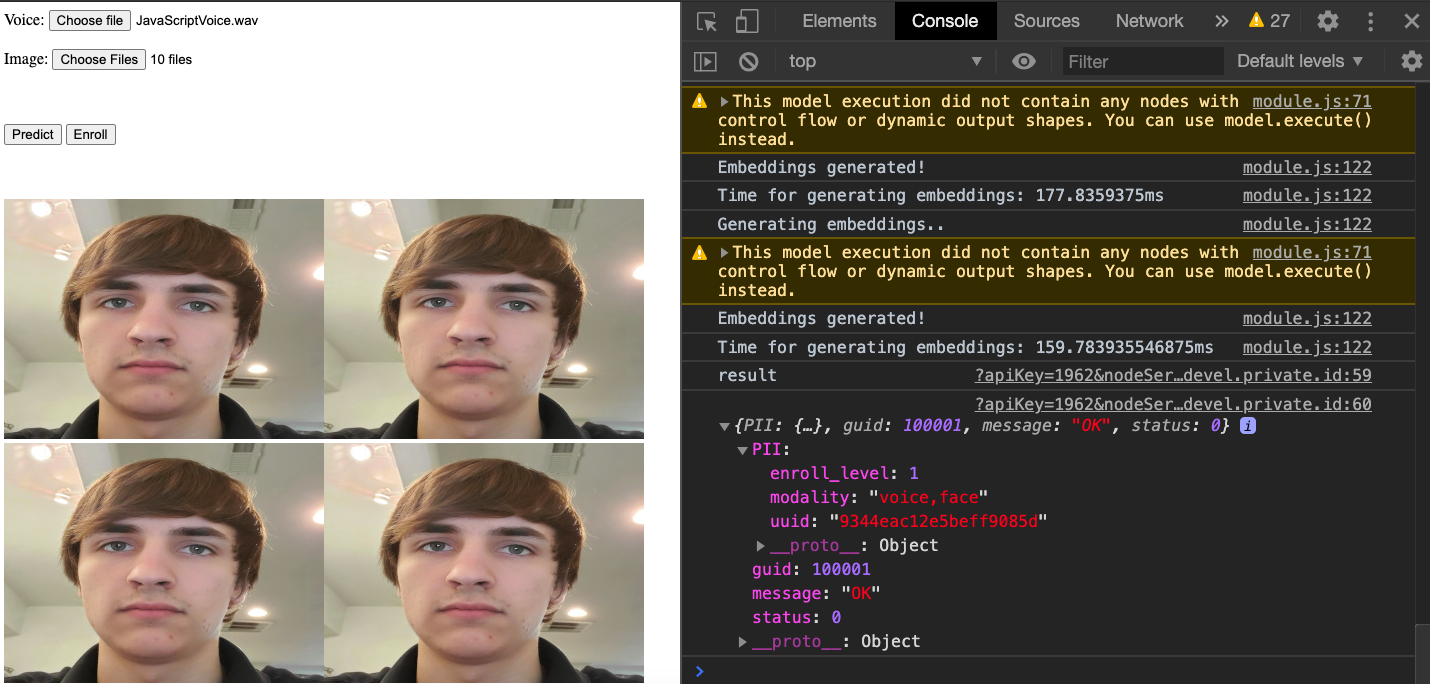 Voice: Choose file JavaScriptVoice.wav
Image: Choose Files 10 files
Predict Enroll
Elements Console Sources Network » 27
top ▼ Filter Default levels ▼
▶This model execution did not contain any nodes with module.js:71
control flow or dynamic output shapes. You can use model.execute()
instead.
Embeddings generated! module.js:122
Time for generating embeddings: 177.8359375ms module.js:122
Generating embeddings.. module.js:122
▶This model execution did not contain any nodes with module.js:71
control flow or dynamic output shapes. You can use model.execute()
instead.
Embeddings generated! module.js:122
Time for generating embeddings: 159.783935546875ms module.js:122
result ?apiKey=1962&nodeSer…devel.private.id:59
?apiKey=1962&nodeSer…devel.private.id:60
▼{PII: {…}, guid: 100001, message: "OK", status: 0} i
▼PII:
enroll_level: 1
modality: "voice,face"
uuid: "9344eac12e5beff9085d"
▶__proto__: Object
guid: 100001
message: "OK"
status: 0
▶__proto__: Object
>